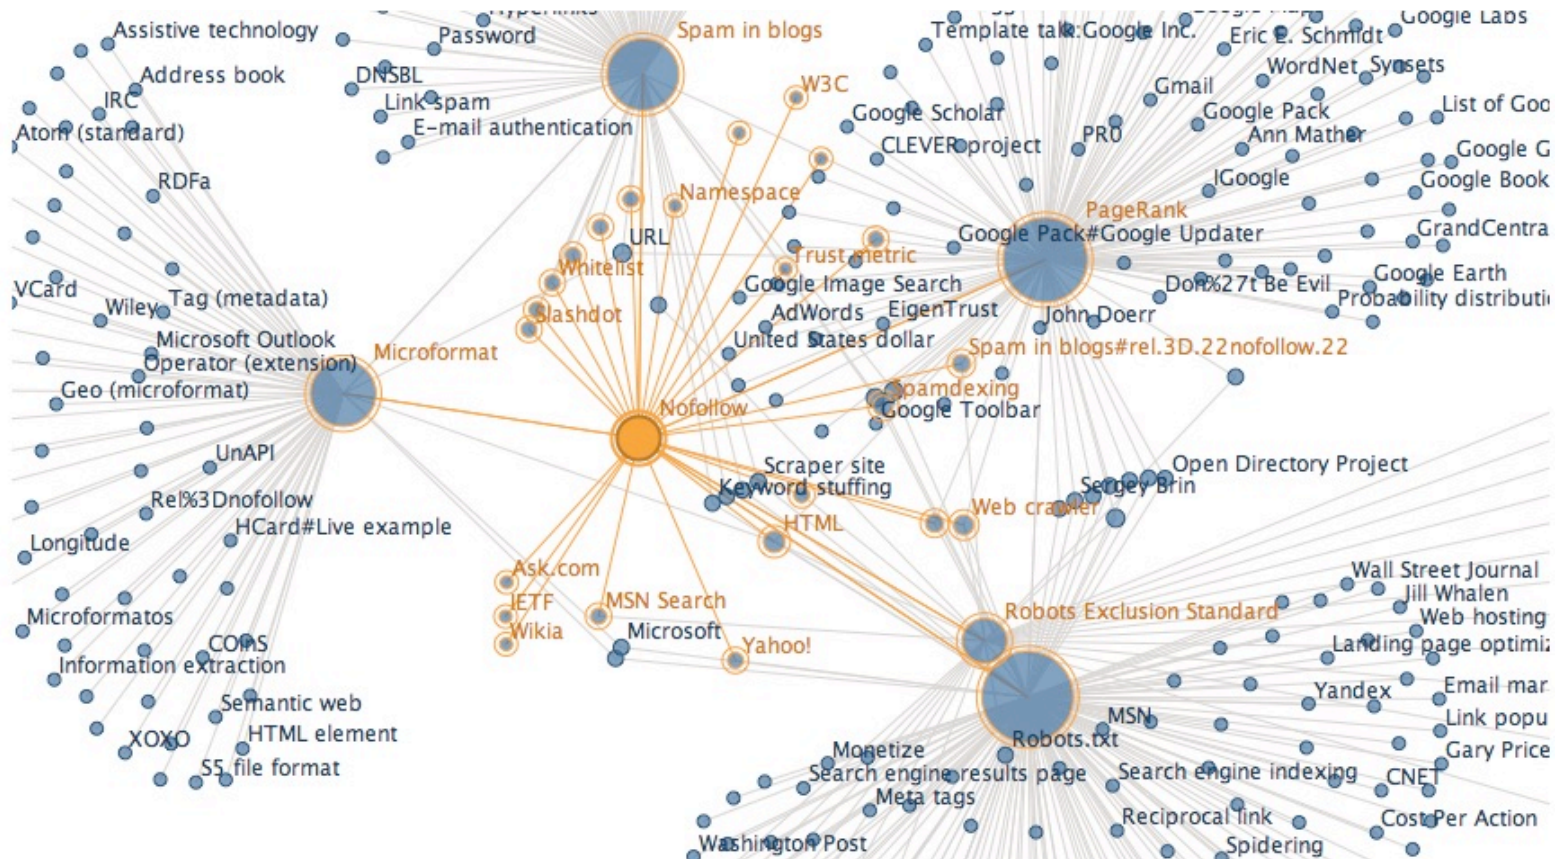 Hyperlinks
Google Labs
Assistive technology
Password
Spam in blogs
Template talk:Google Inc.
Eric E. Schmidt
Address book
DNSBL
WordNet
Synsets
W3C
Gmail
IRC
Link spam
Google Scholar
Google Pack
List of Goo
Atom (standard)
E-mail authentication
CLEVER project
PR0
Ann Mather
Google G
RDFa
Namespace
IGoogle
Google Book
PageRank
URL
Google Pack#Google Updater
GrandCentra
Whitelist
Trust metric
VCard
Wiley
Tag (metadata)
Google Image Search
Don%27t Be Evil
Google Earth
Slashdot
AdWords
EigenTrust
John Doerr
Probability distributi
Microsoft Outlook
Microformat
United States dollar
Spam in blogs#rel.3D.22nofollow.22
Operator (extension)
Geo (microformat)
Nofollow
Spamdexing
Google Toolbar
UnAPI
Scraper site
Open Directory Project
Keyword stuffing
Sergey Brin
Rel%3Dnofollow
Web crawler
HCard#Live example
HTML
Longitude
Ask.com
Wall Street Journal
IETF
MSN Search
Robots Exclusion Standard
Jill Whalen
Microformatos
Wikia
Microsoft
Web hosting
COinS
Yahoo!
Landing page optimiz
Information extraction
Semantic web
Yandex
Email mar
XOXO
HTML element
MSN
Link popu
Robots.txt
Monetize
Gary Price
S5 file format
Search engine results page
Search engine indexing
CNET
Meta tags
Reciprocal link
Cost Per Action
Washington Post
Spidering